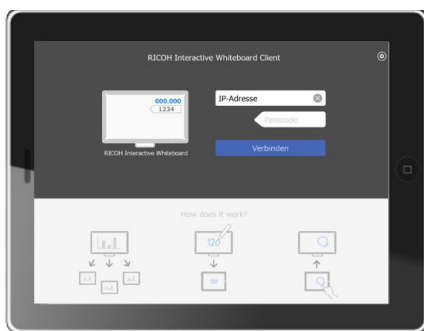 RICOH Interactive Whiteboard Client
000.000
1234
IP-Adresse
Passcode
Verbinden
RICOH Interactive Whiteboard
How does it work?
120